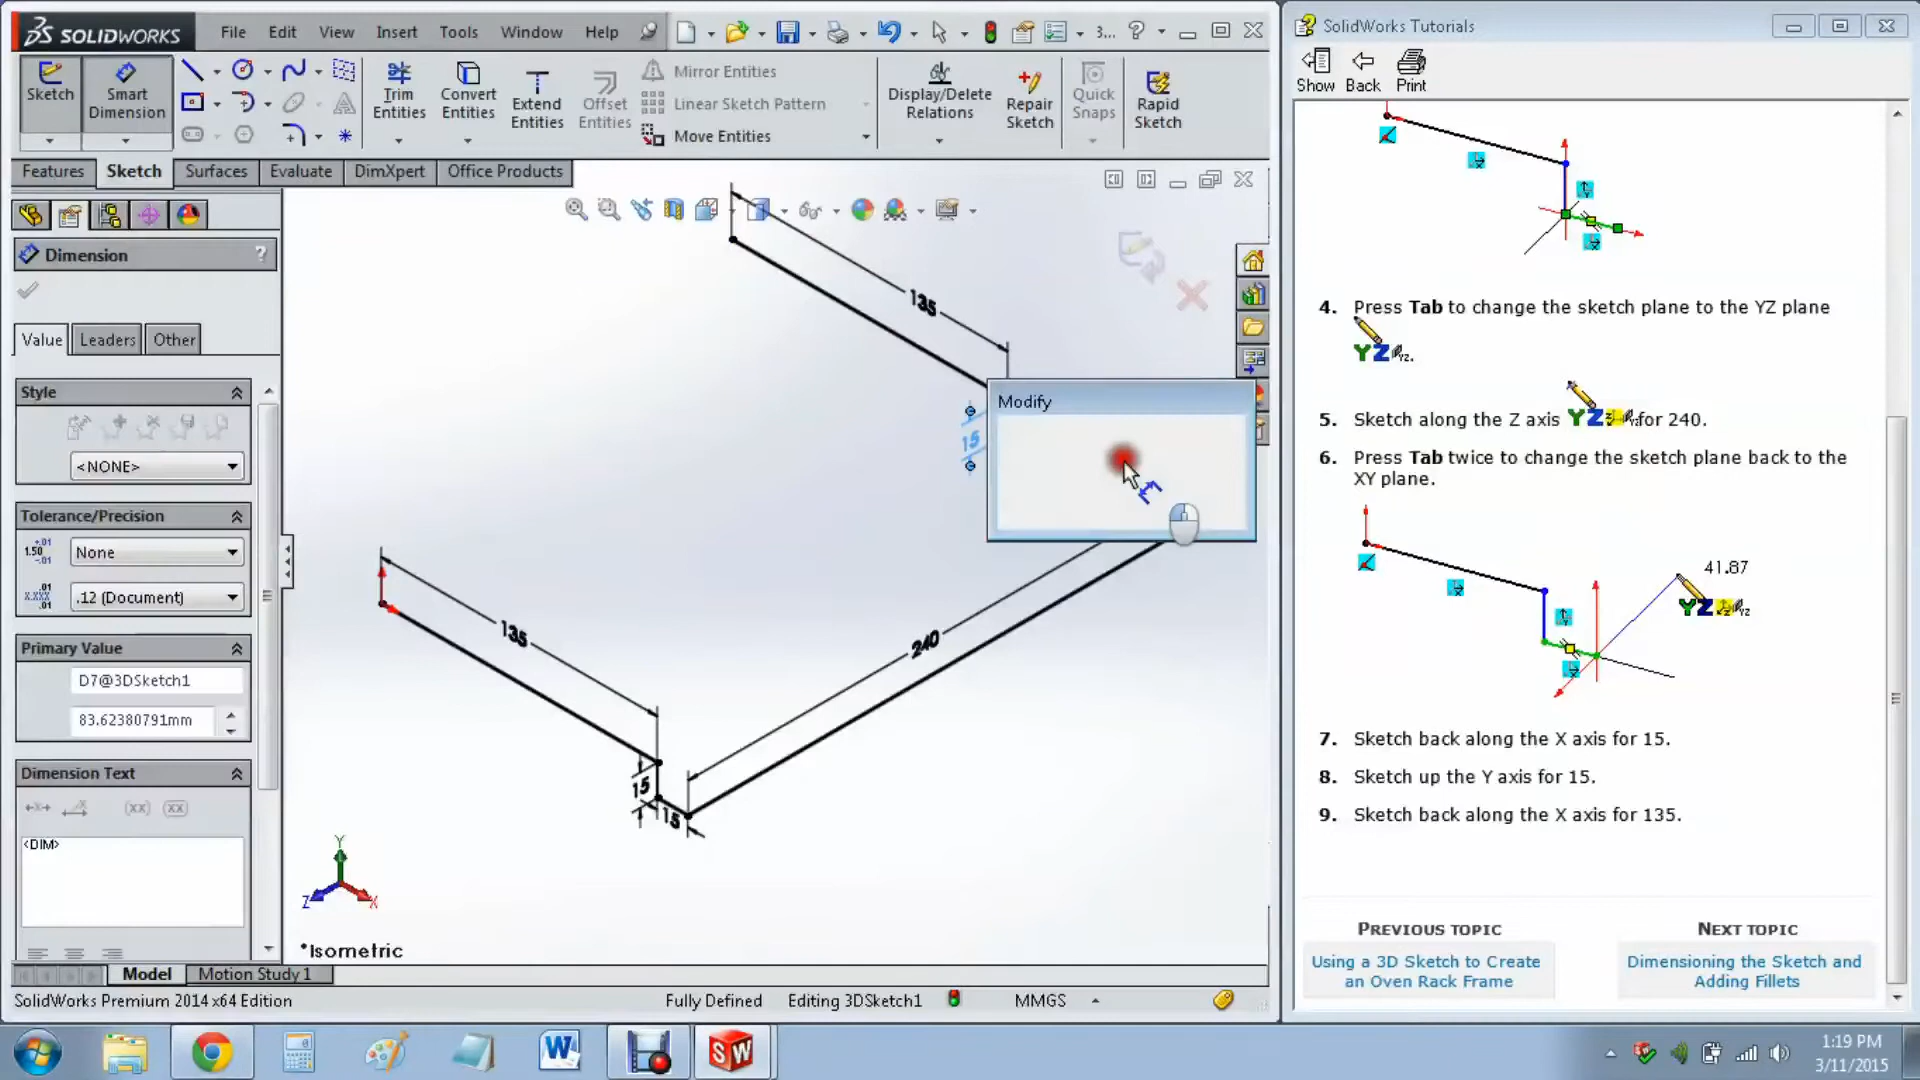 SOLIDWORKS File Edit View Insert Tools Window Help 3... ?
Sketch Smart Dimension Trim Entities Convert Entities Extend Entities Offset Entities Mirror Entities Linear Sketch Pattern Move Entities Display/Delete Relations Repair Sketch Quick Snaps Rapid Sketch
Features Sketch Surfaces Evaluate DimXpert Office Products
Dimension ?
Value Leaders Other
Style
<NONE>
Tolerance/Precision
None
.12 (Document)
Primary Value
D7@3DSketch1
83.62380791mm
Dimension Text
<DIM>
135
Modify
15
135
240
15
15
Y
Z X
*Isometric
Model Motion Study 1
SolidWorks Premium 2014 x64 Edition Fully Defined Editing 3DSketch1 MMGS
SolidWorks Tutorials
Show Back Print
4. Press Tab to change the sketch plane to the YZ plane
YZ YZ.
5. Sketch along the Z axis YZ for 240.
6. Press Tab twice to change the sketch plane back to the
XY plane.
41.87
YZ YZ
7. Sketch back along the X axis for 15.
8. Sketch up the Y axis for 15.
9. Sketch back along the X axis for 135.
PREVIOUS TOPIC NEXT TOPIC
Using a 3D Sketch to Create Dimensioning the Sketch and
an Oven Rack Frame Adding Fillets
1:19 PM
3/11/2015